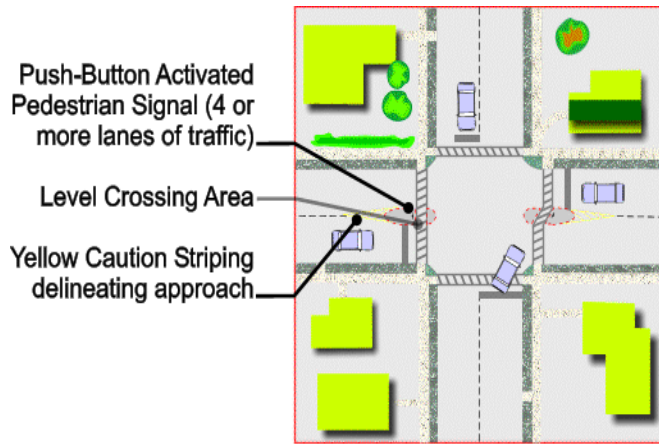 Push-Button Activated
Pedestrian Signal (4 or
more lanes of traffic)
Level Crossing Area
Yellow Caution Striping
delineating approach